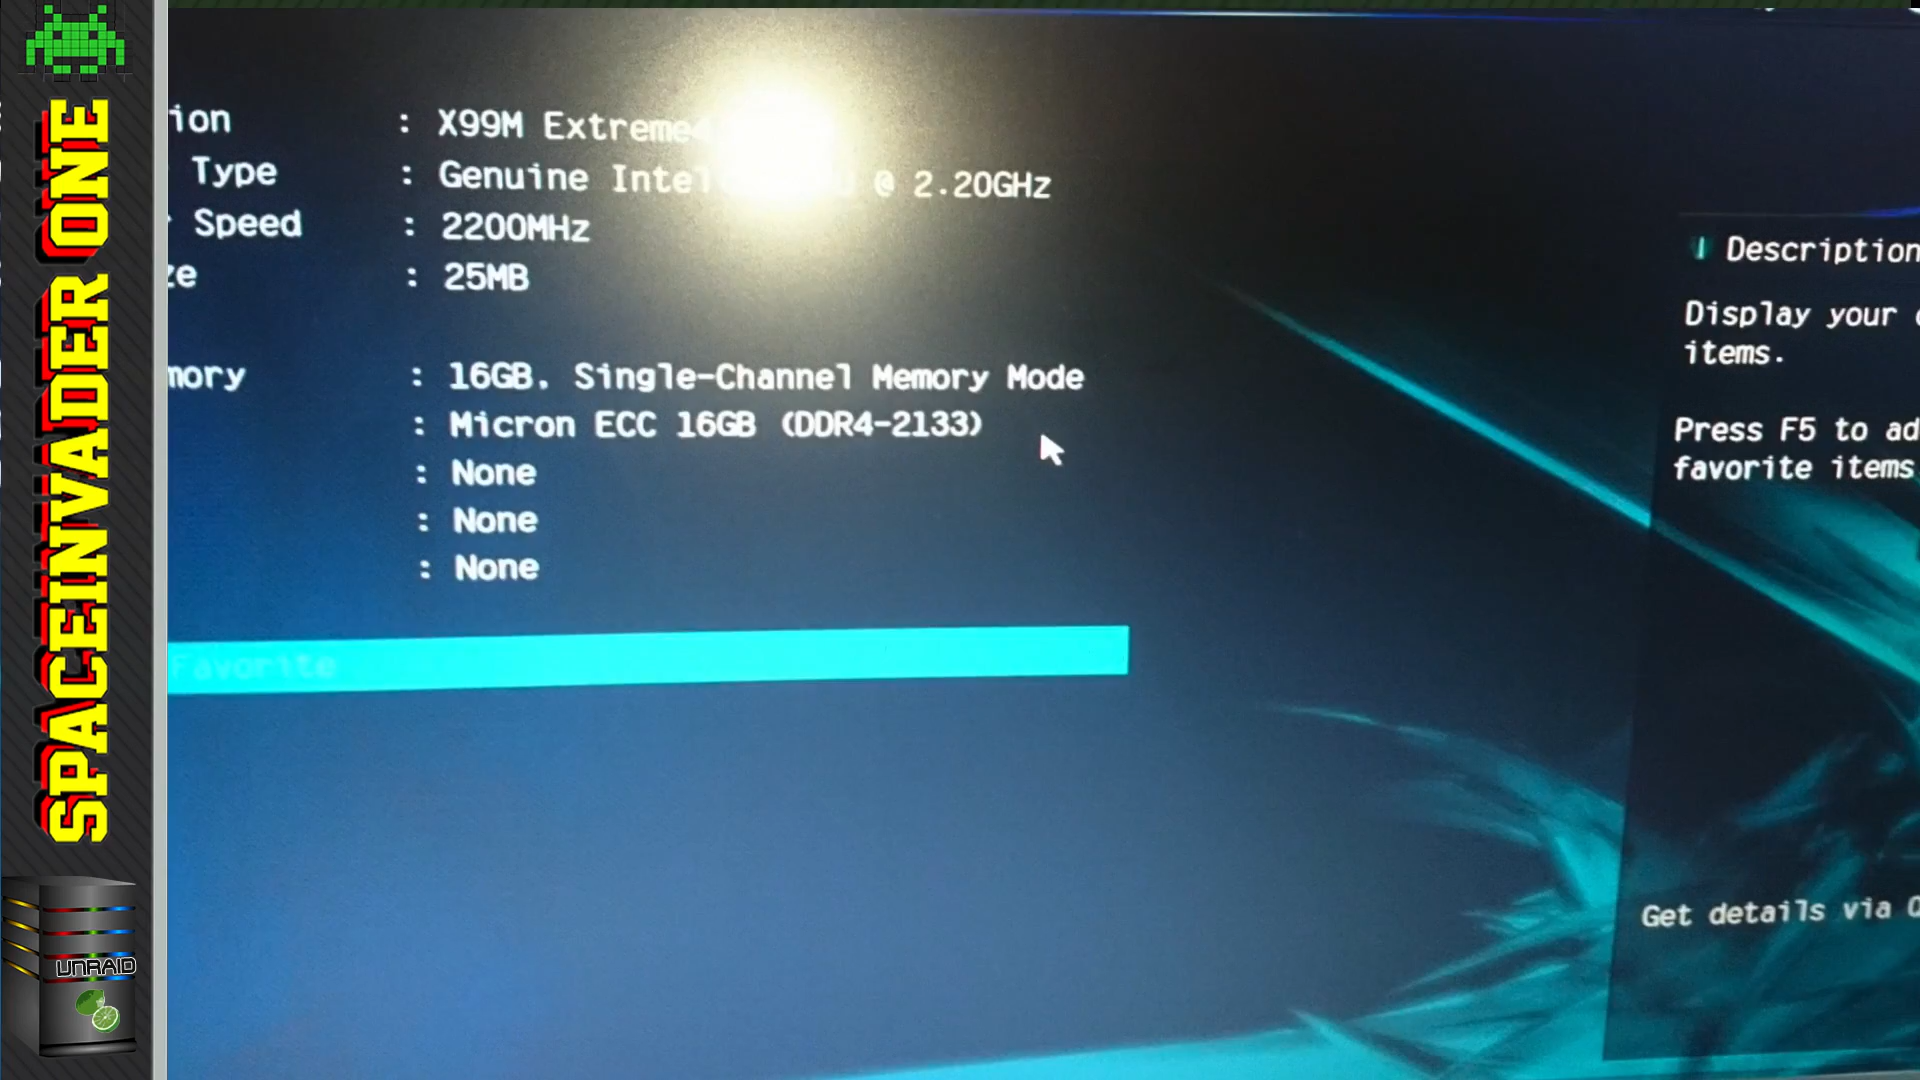 SPACEINVADER ONE
UNRAID
ion : X99M Extreme4
Type : Genuine Intel @ 2.20GHz
Speed : 2200MHz
ze : 25MB
mory : 16GB. Single-Channel Memory Mode
: Micron ECC 16GB (DDR4-2133)
: None
: None
: None
Favorite
Description
Display your
items.
Press F5 to ad
favorite items
Get details via